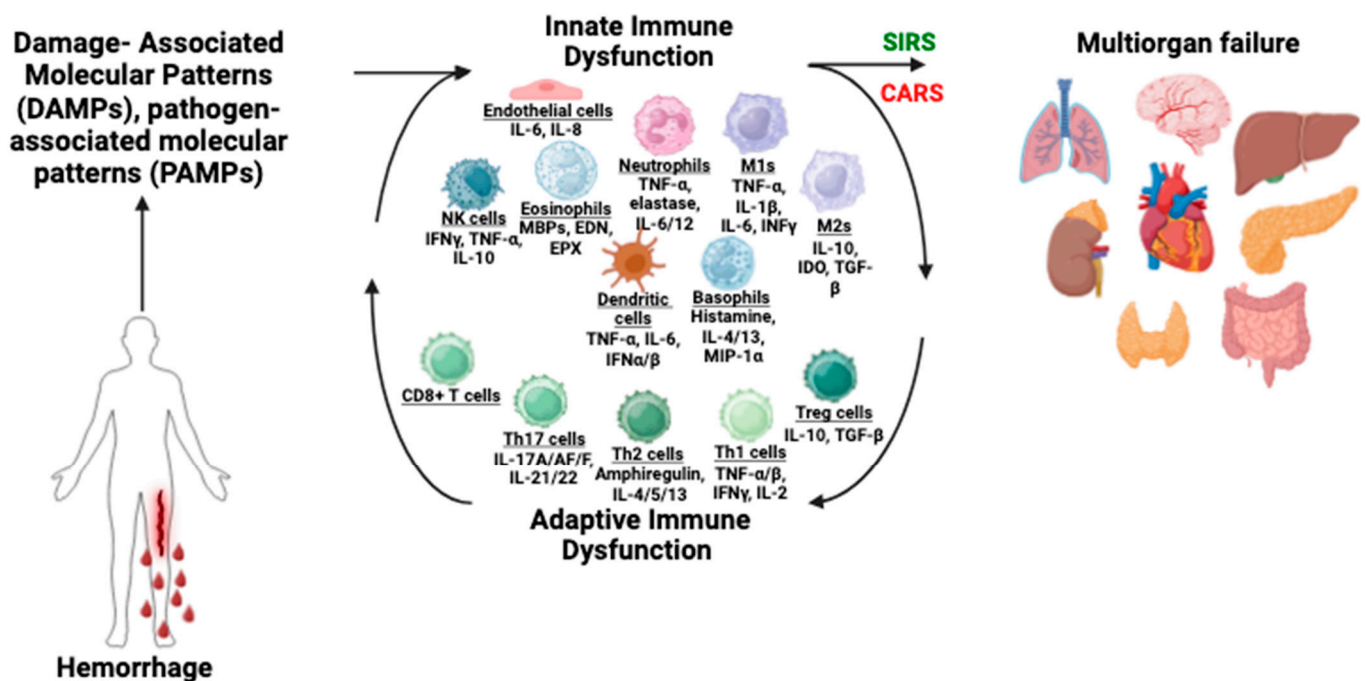 Damage- Associated
Molecular Patterns
(DAMPs), pathogen-
associated molecular
patterns (PAMPs)
Hemorrhage
Innate Immune
Dysfunction
Endothelial cells
IL-6, IL-8
Neutrophils
TNF-α,
elastase,
IL-6/12
M1s
TNF-α,
IL-1β,
IL-6, INFγ
NK cells
IFNγ, TNF-α,
IL-10
Eosinophils
MBPs, EDN,
EPX
M2s
IL-10,
IDO, TGF-
β
Dendritic
cells
TNF-α, IL-6,
IFNα/β
Basophils
Histamine,
IL-4/13,
MIP-1α
CD8+ T cells
Th17 cells
IL-17A/AF/F,
IL-21/22
Th2 cells
Amphiregulin,
IL-4/5/13
Th1 cells
TNF-α/β,
IFNγ, IL-2
Treg cells
IL-10, TGF-β
Adaptive Immune
Dysfunction
SIRS
CARS
Multiorgan failure